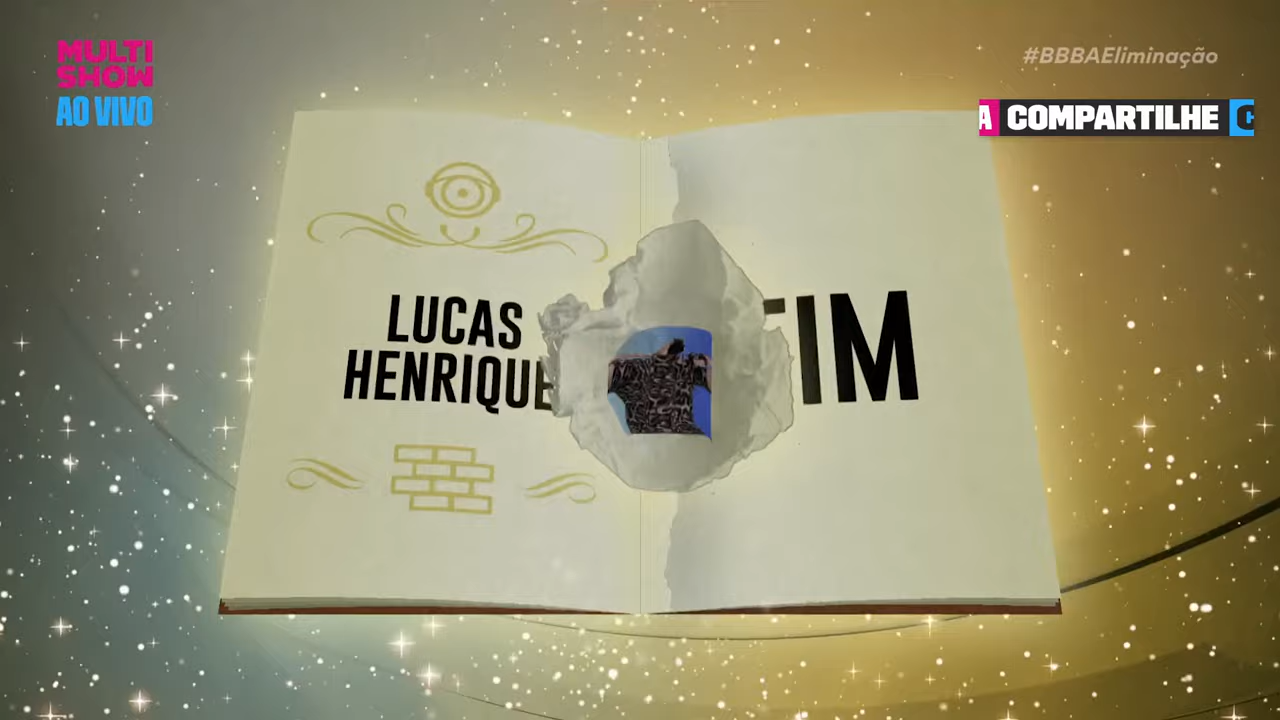 MULTI
SHOW
AO VIVO
#BBBAEliminação
A COMPARTILHE
LUCAS
HENRIQUE
FIM